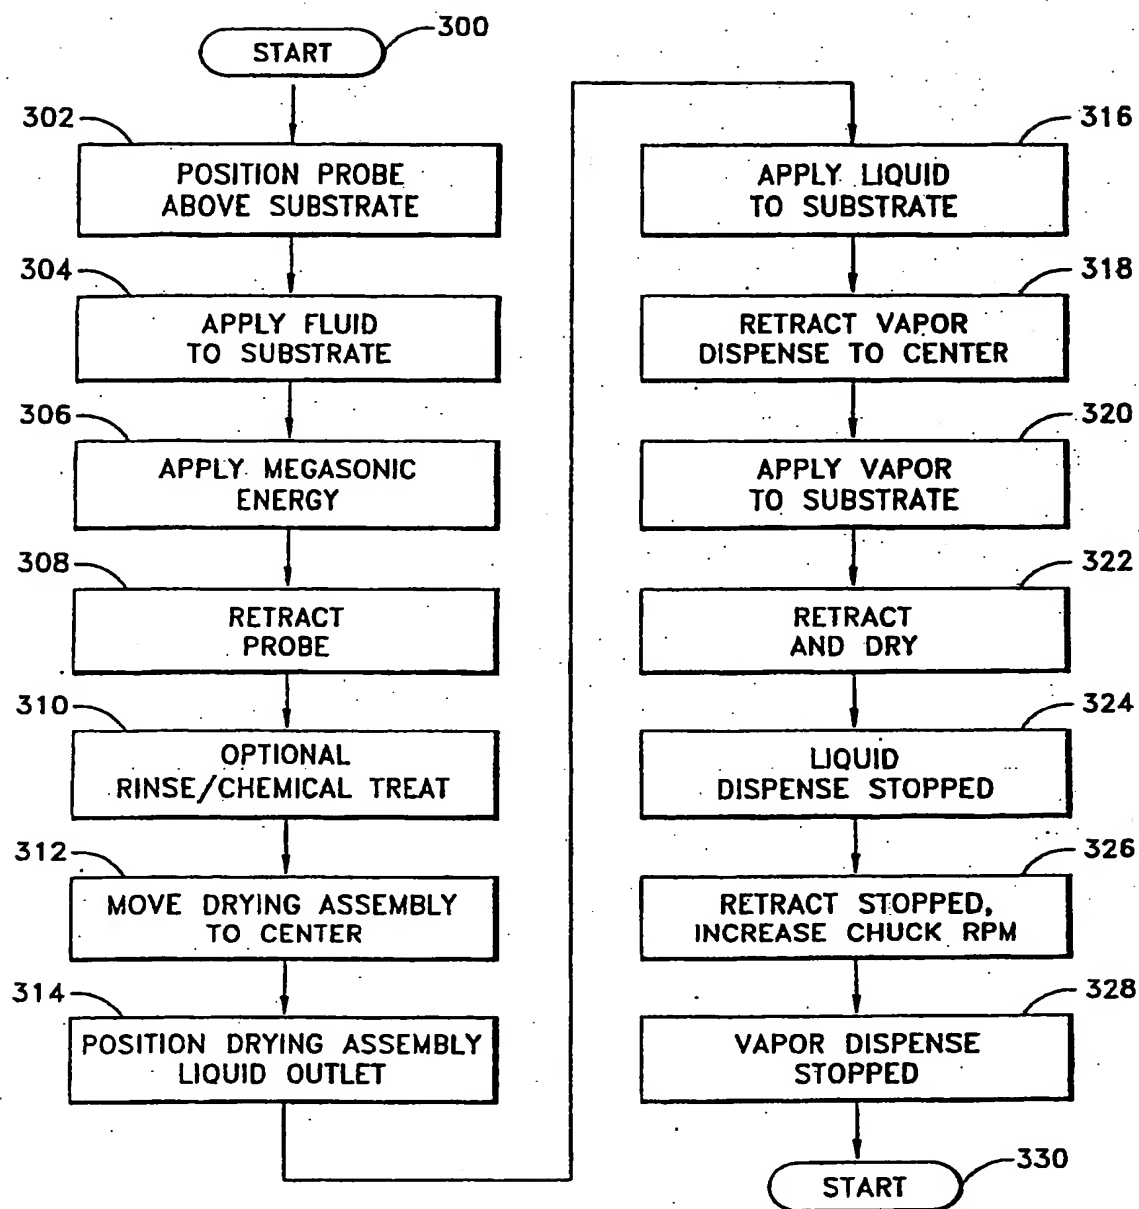 START
300
302
POSITION PROBE
ABOVE SUBSTRATE
304
APPLY FLUID
TO SUBSTRATE
306
APPLY MEGASONIC
ENERGY
308
RETRACT
PROBE
310
OPTIONAL
RINSE/CHEMICAL TREAT
312
MOVE DRYING ASSEMBLY
TO CENTER
314
POSITION DRYING ASSEMBLY
LIQUID OUTLET
316
APPLY LIQUID
TO SUBSTRATE
318
RETRACT VAPOR
DISPENSE TO CENTER
320
APPLY VAPOR
TO SUBSTRATE
322
RETRACT
AND DRY
324
LIQUID
DISPENSE STOPPED
326
RETRACT STOPPED,
INCREASE CHUCK RPM
328
VAPOR DISPENSE
STOPPED
330
START